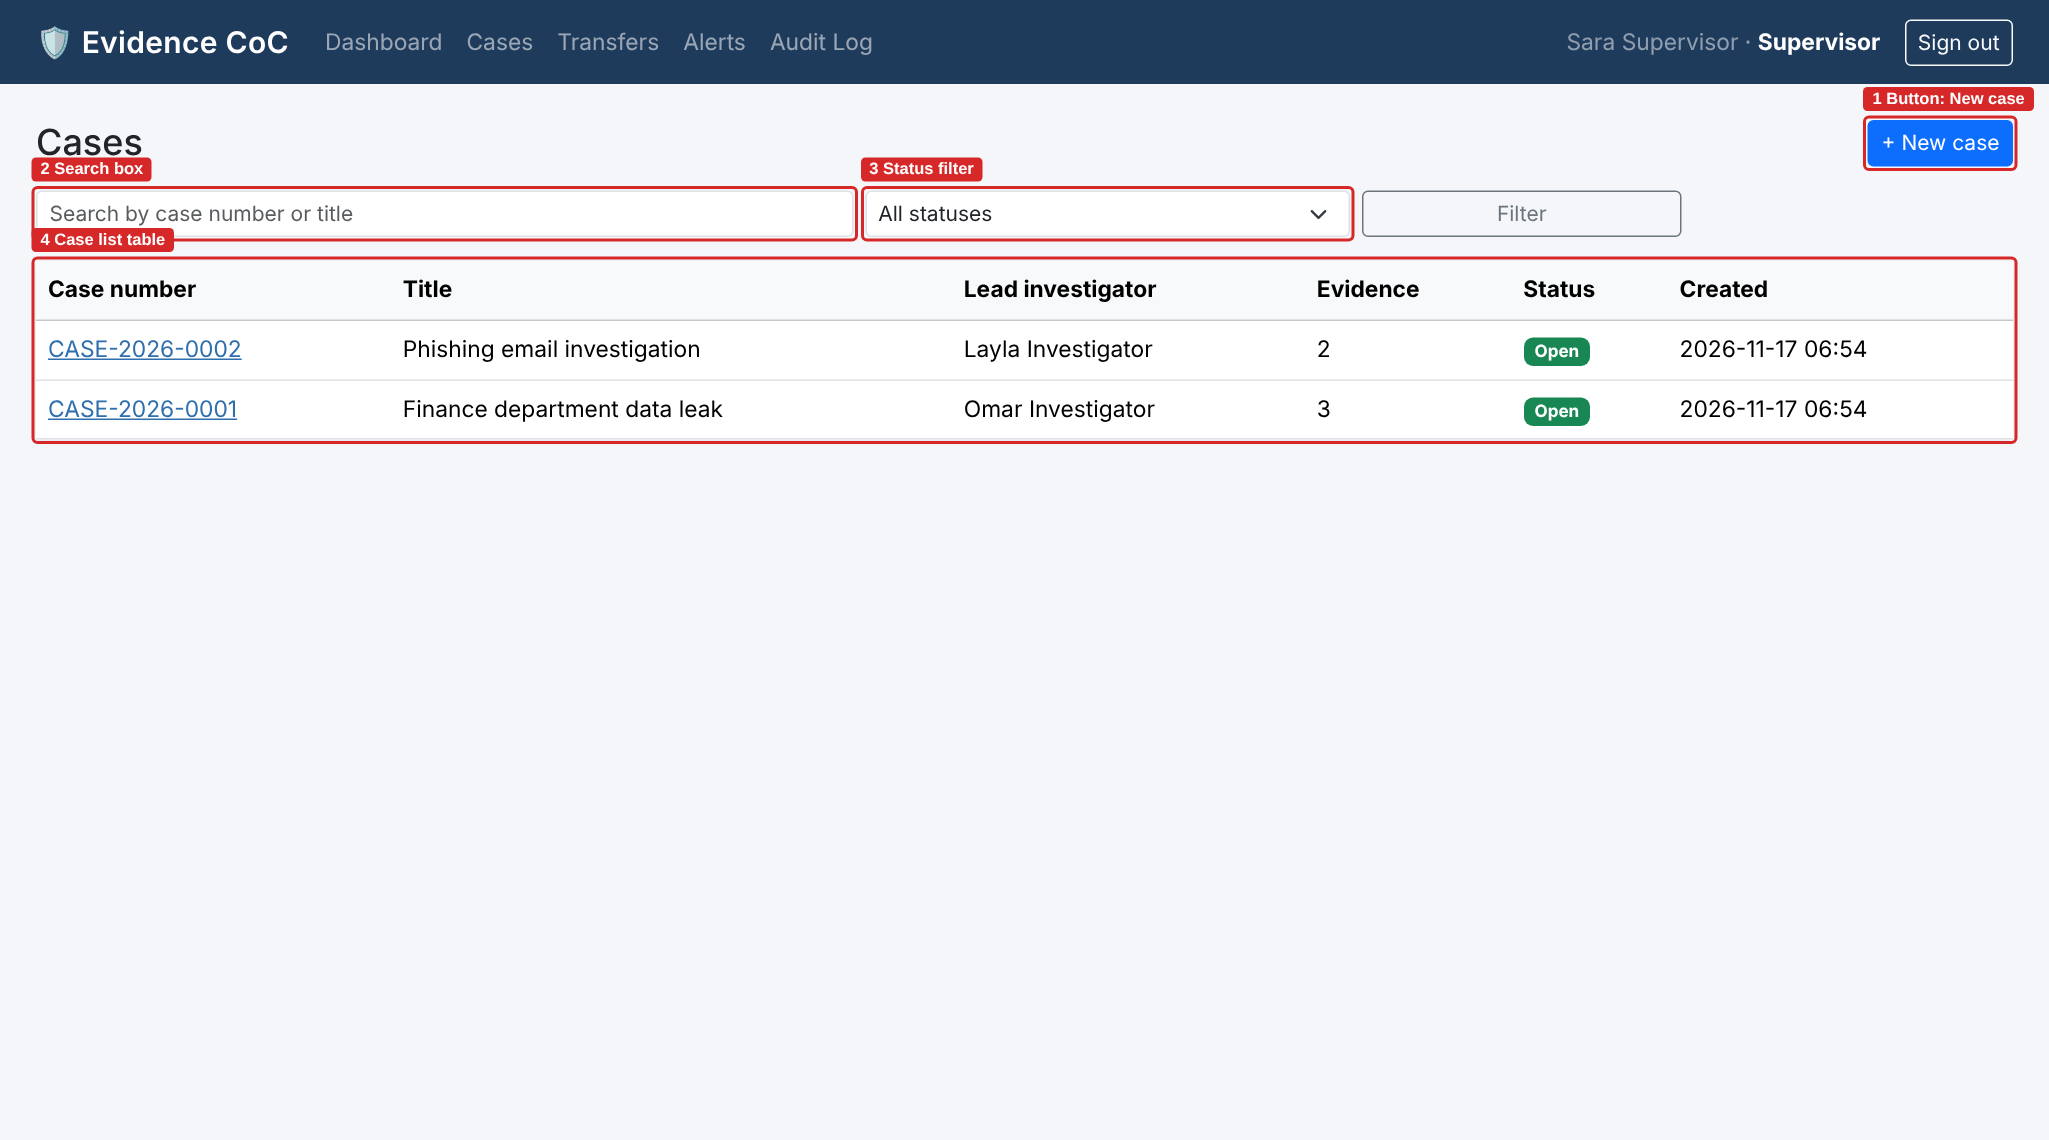 Evidence CoC Dashboard Cases Transfers Alerts Audit Log Sara Supervisor · Supervisor Sign out
1 Button: New case
Cases + New case
2 Search box 3 Status filter
Search by case number or title All statuses Filter
4 Case list table
Case number Title Lead investigator Evidence Status Created
CASE-2026-0002 Phishing email investigation Layla Investigator 2 Open 2026-11-17 06:54
CASE-2026-0001 Finance department data leak Omar Investigator 3 Open 2026-11-17 06:54